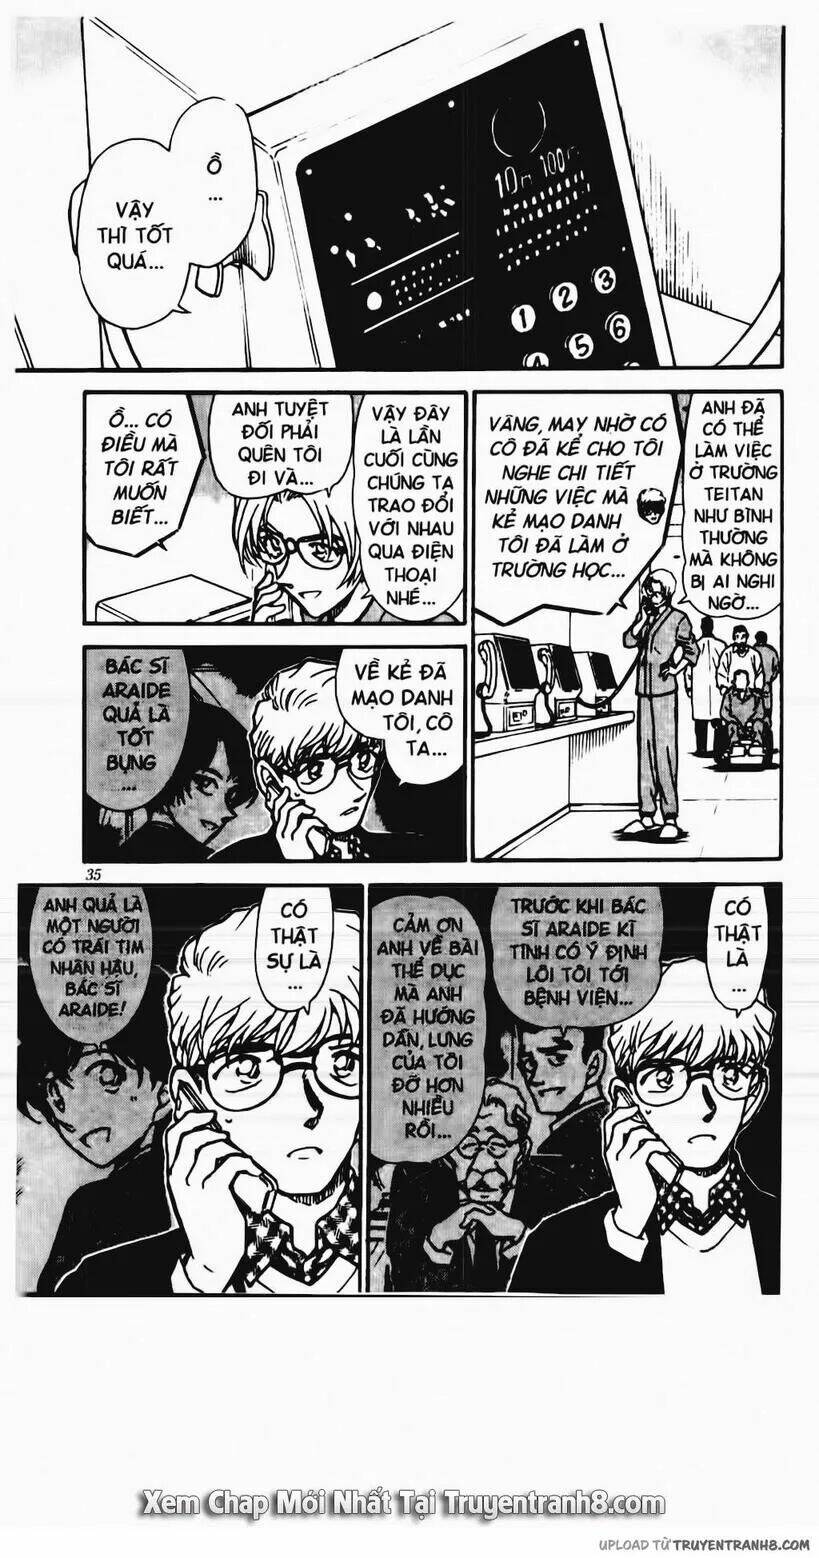 Ồ
...
VẬY
THÌ TỐT
QUÁ...
10
100
1
2
3
4
5
6
ANH ĐÃ
CÓ THỂ
LÀM VIỆC
Ở TRƯỜNG
TEITAN
NHƯ BÌNH
THƯỜNG
MÀ KHÔNG
BỊ AI NGHI
NGỜ...
VÂNG, MAY NHỜ CÓ
CÔ ĐÃ KỂ CHO TÔI
NGHE CHI TIẾT
NHỮNG VIỆC MÀ
KẺ MẠO DANH
TÔI ĐÃ LÀM Ở
TRƯỜNG HỌC...
VẬY ĐÂY
LÀ LẦN
CUỐI CÙNG
CHÚNG TA
TRAO ĐỔI
VỚI NHAU
QUA ĐIỆN
THOẠI
NHÉ...
ANH TUYỆT
ĐỐI PHẢI
QUÊN TÔI
ĐI VÀ...
Ồ... CÓ
ĐIỀU MÀ
TÔI RẤT
MUỐN
BIẾT...
VỀ KẺ ĐÃ
MẠO DANH
TÔI, CÔ
TA...
BÁC SĨ
ARAIDE
QUẢ LÀ
TỐT
BỤNG
...
35
CÓ
THẬT
LÀ
...
TRƯỚC KHI BÁC
SĨ ARAIDE KĨ
TÍNH CÓ Ý ĐỊNH
LÔI TÔI TỚI
BỆNH VIỆN...
CẢM ƠN
ANH VỀ BÀI
THỂ DỤC
MÀ ANH
ĐÃ HƯỚNG
DẪN, LƯNG
CỦA TÔI
ĐỠ HƠN
NHIỀU
RỒI...
CÓ
THẬT
SỰ LÀ
...
ANH QUẢ LÀ
MỘT NGƯỜI
CÓ TRÁI TIM
NHÂN HẬU,
BÁC SĨ
ARAIDE!
Xem Chap Mới Nhất Tại Truyentranh8.com
UPLOAD TỪ TRUYENTRANH8.COM